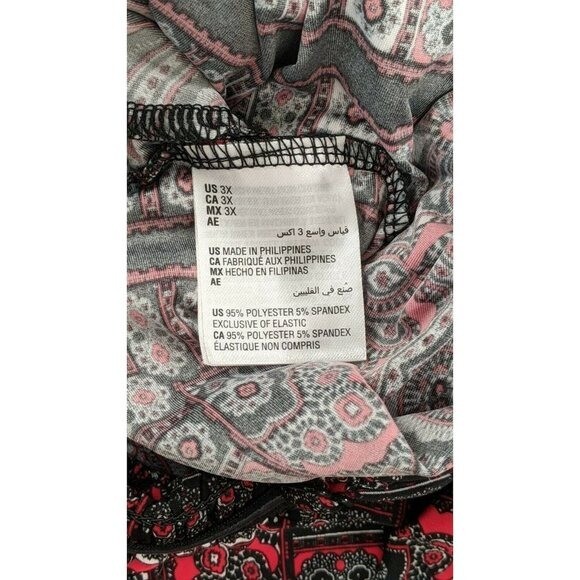 US 3X
CA 3X
MX 3X
AE
قياس واسع 3 اكس
US MADE IN PHILIPPINES
CA FABRIQUÉ AUX PHILIPPINES
MX HECHO EN FILIPINAS
AE
صنع في الفلبين
US 95% POLYESTER 5% SPANDEX
EXCLUSIVE OF ELASTIC
CA 95% POLYESTER 5% SPANDEX
ÉLASTIQUE NON COMPRIS